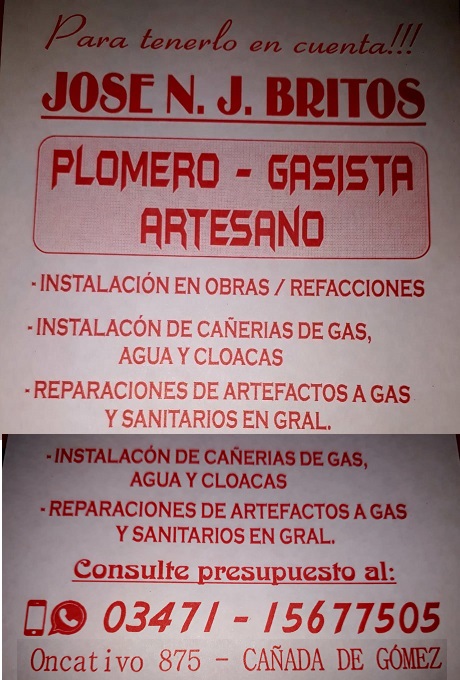 Para tenerlo en cuenta!!!
JOSE N. J. BRITOS
PLOMERO - GASISTA
ARTESANO
- INSTALACIÓN EN OBRAS / REFACCIONES
- INSTALACÓN DE CAÑERIAS DE GAS,
AGUA Y CLOACAS
- REPARACIONES DE ARTEFACTOS A GAS
Y SANITARIOS EN GRAL.
- INSTALACÓN DE CAÑERIAS DE GAS,
AGUA Y CLOACAS
- REPARACIONES DE ARTEFACTOS A GAS
Y SANITARIOS EN GRAL.
Consulte presupuesto al:
03471 - 15677505
Oncativo 875 - CAÑADA DE GÓMEZ